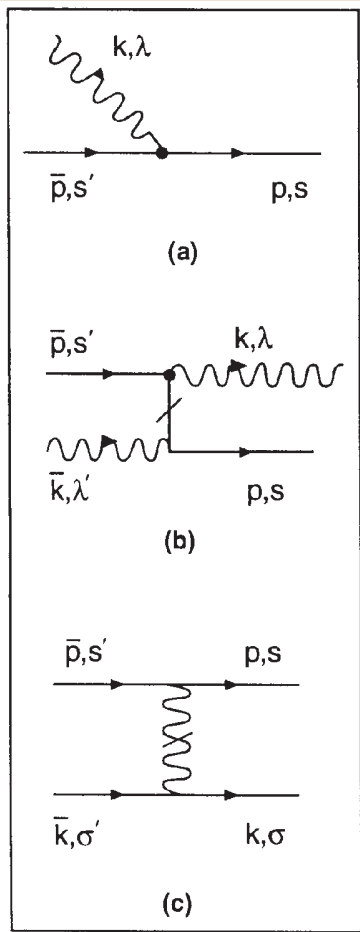 k,λ
p̄,s′ p,s
(a)
p̄,s′ k,λ
k̄,λ′ p,s
(b)
p̄,s′ p,s
k̄,σ′ k,σ
(c)